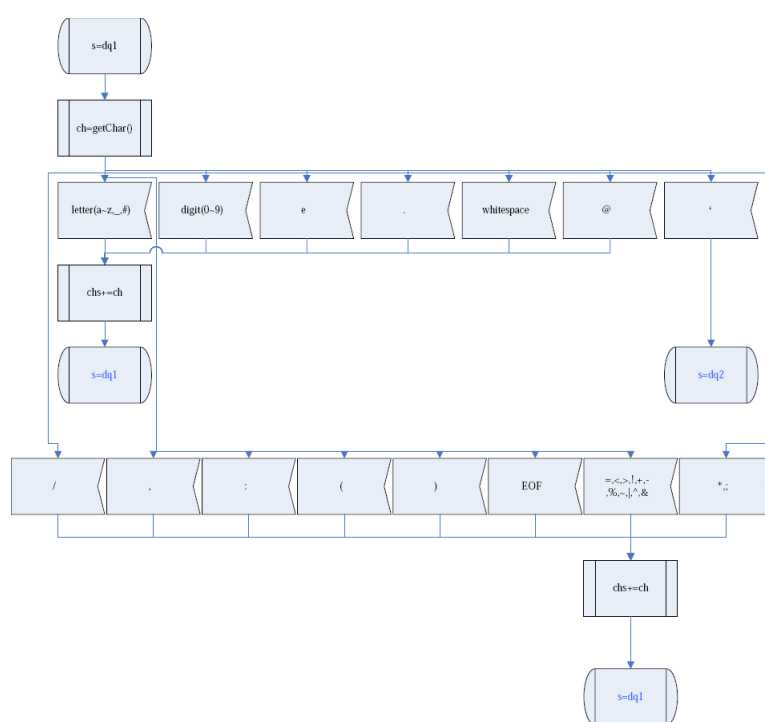 s=dq1
ch=getChar()
letter(a~z,_,#)
digit(0~9)
e
.
whitespace
@
‘
chs+=ch
s=dq1
s=dq2
/
,
:
(
)
EOF
=,<,>,!,+,-
,%,~,|,^,&
*,;
chs+=ch
s=dq1